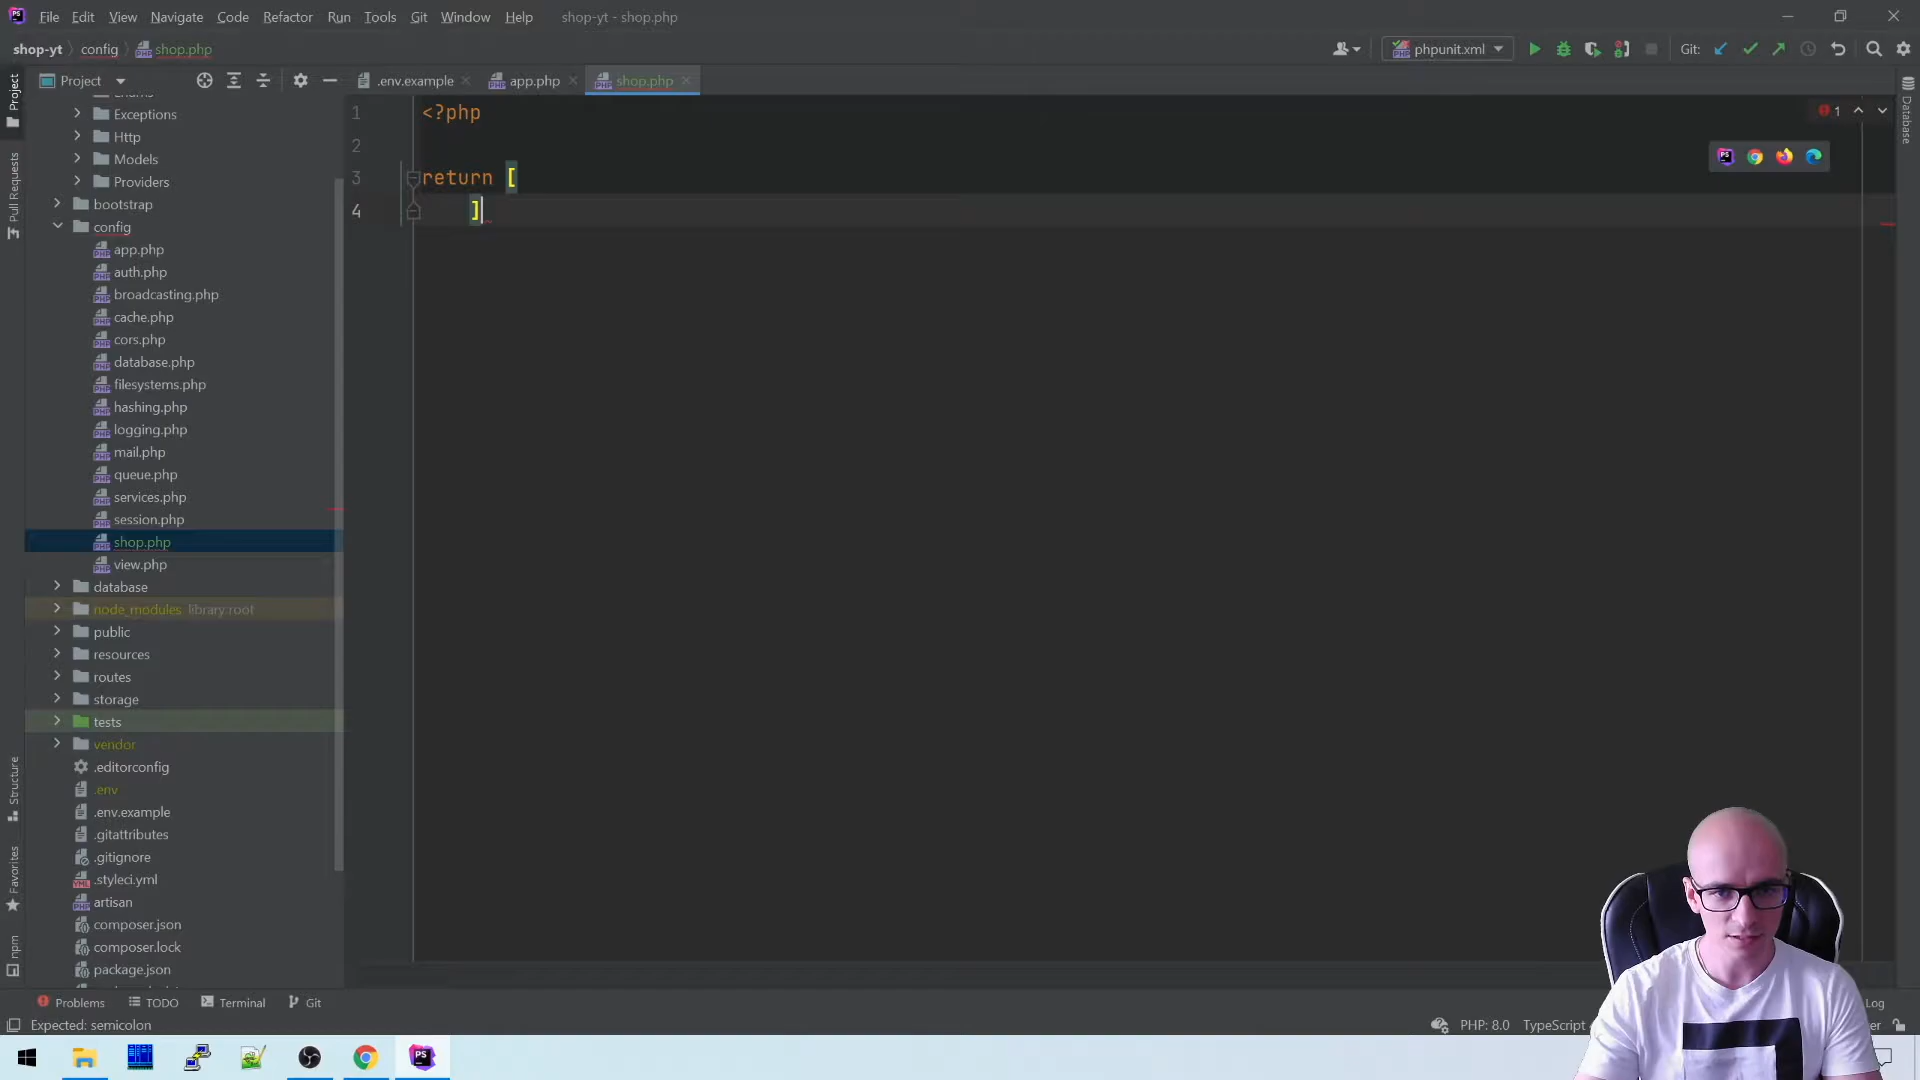 File Edit View Navigate Code Refactor Run Tools Git Window Help shop-yt - shop.php
shop-yt config shop.php phpunit.xml Git:
Project .env.example app.php shop.php
Exceptions
Http
Models
Providers
bootstrap
config
app.php
auth.php
broadcasting.php
cache.php
cors.php
database.php
filesystems.php
hashing.php
logging.php
mail.php
queue.php
services.php
session.php
shop.php
view.php
database
node_modules library root
public
resources
routes
storage
tests
vendor
.editorconfig
.env
.env.example
.gitattributes
.gitignore
.styleci.yml
artisan
composer.json
composer.lock
package.json
1 <?php
2
3 return [
4 ]
1
Project
Pull Requests
Structure
Favorites
npm
Database
Problems TODO Terminal Git Log
Expected: semicolon PHP: 8.0 TypeScript